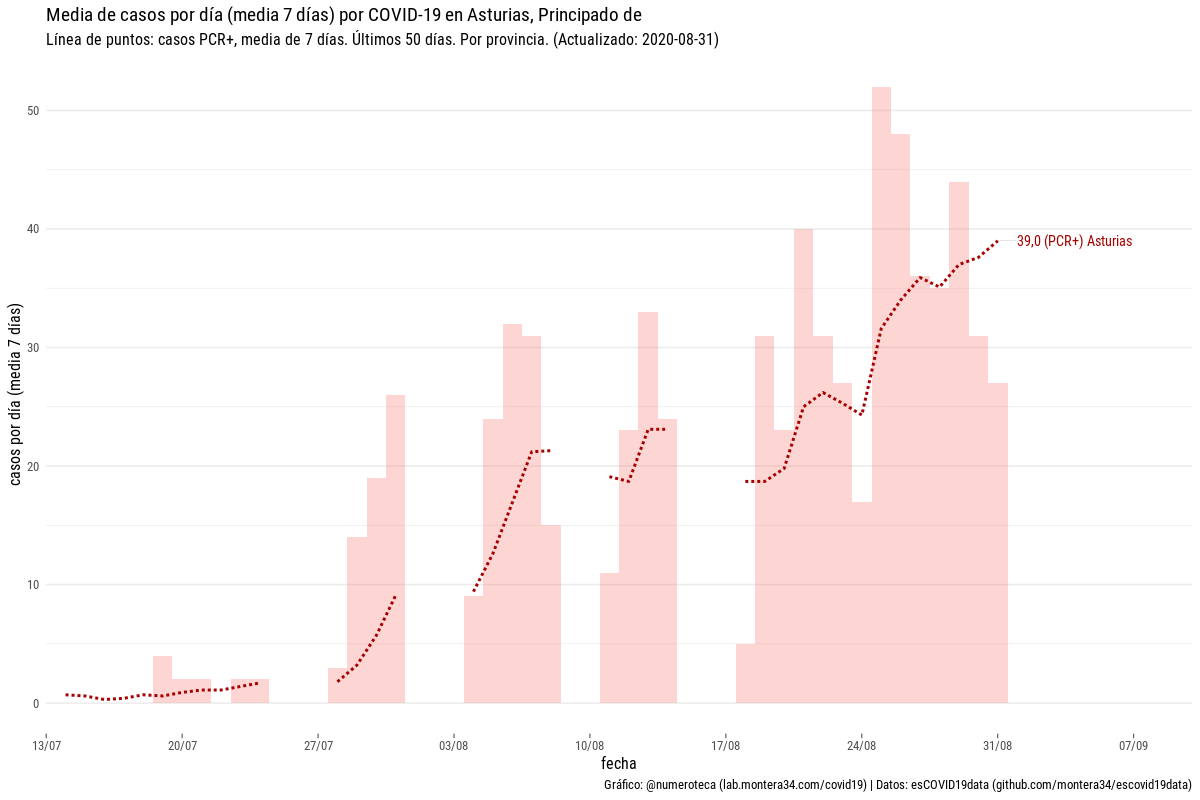 Media de casos por día (media 7 días) por COVID-19 en Asturias, Principado de
Línea de puntos: casos PCR+, media de 7 días. Últimos 50 días. Por provincia. (Actualizado: 2020-08-31)
casos por día (media 7 días)
50
40
30
20
10
0
39,0 (PCR+) Asturias
13/07
20/07
27/07
03/08
10/08
17/08
24/08
31/08
07/09
fecha
Gráfico: @numeroteca (lab.montera34.com/covid19) | Datos: esCOVID19data (github.com/montera34/escovid19data)